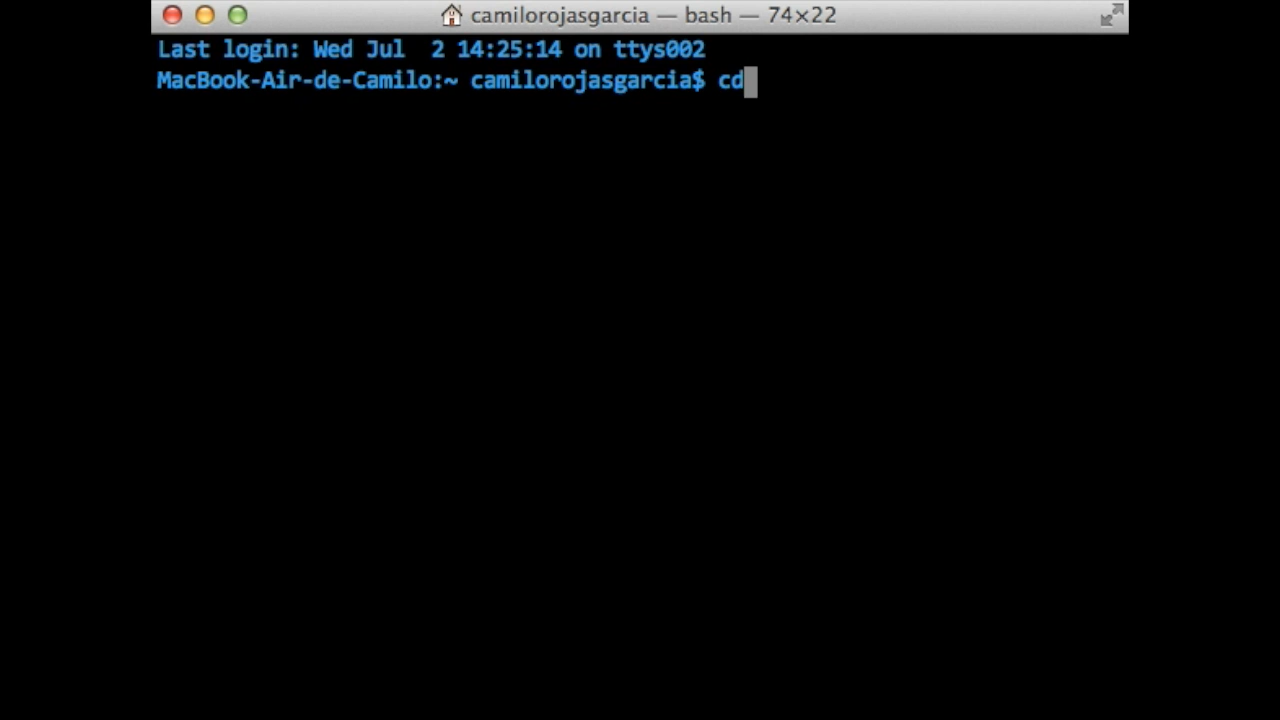 camilorojasgarcia — bash — 74×22
Last login: Wed Jul  2 14:25:14 on ttys002
MacBook-Air-de-Camilo:~ camilorojasgarcia$ cd